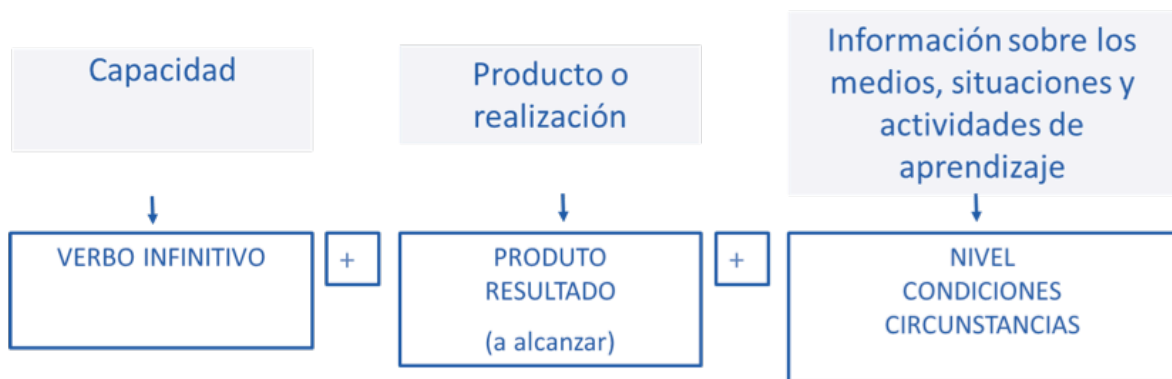 Capacidad
Producto o
realización
Información sobre los
medios, situaciones y
actividades de
aprendizaje
VERBO INFINITIVO
+
PRODUTO
RESULTADO
(a alcanzar)
+
NIVEL
CONDICIONES
CIRCUNSTANCIAS